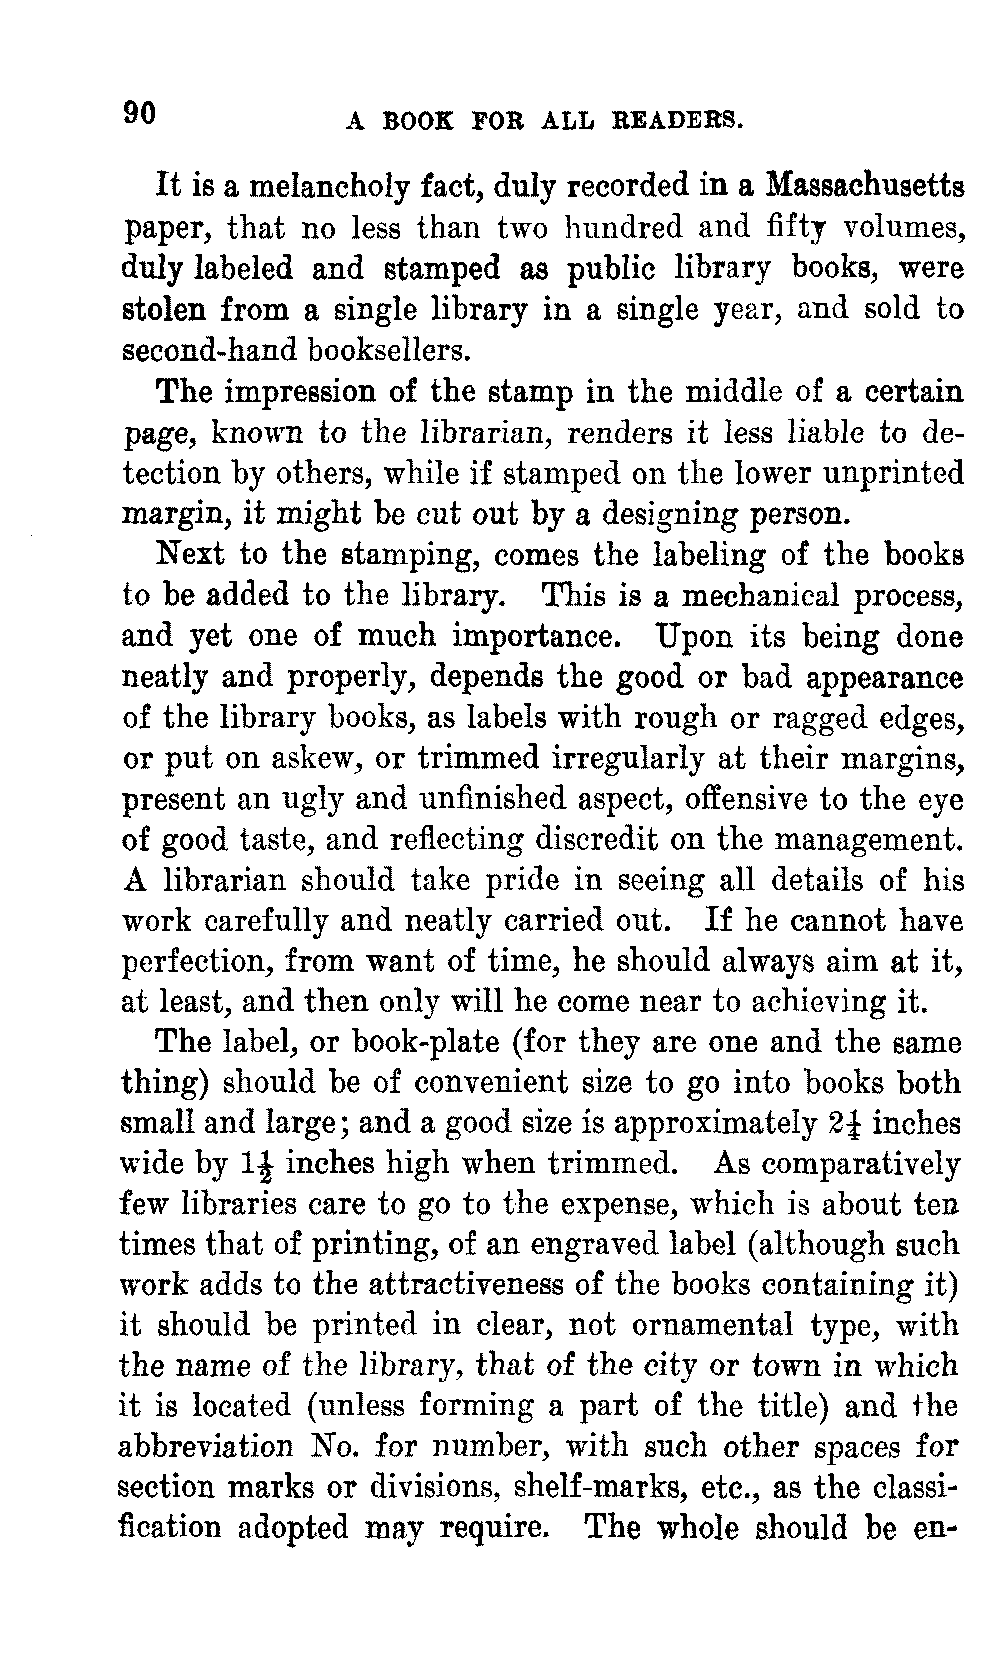 90
A BOOK FOR ALL READERS.
It is a melancholy fact, duly recorded in a Massachusetts
paper, that no less than two hundred and fifty volumes,
duly labeled and stamped as public library books, were
stolen from a single library in a single year, and sold to
second-hand booksellers.
The impression of the stamp in the middle of a certain
page, known to the librarian, renders it less liable to de-
tection by others, while if stamped on the lower unprinted
margin, it might be cut out by a designing person.
Next to the stamping, comes the labeling of the books
to be added to the library. This is a mechanical process,
and yet one of much importance. Upon its being done
neatly and properly, depends the good or bad appearance
of the library books, as labels with rough or ragged edges,
or put on askew, or trimmed irregularly at their margins,
present an ugly and unfinished aspect, offensive to the eye
of good taste, and reflecting discredit on the management.
A librarian should take pride in seeing all details of his
work carefully and neatly carried out. If he cannot have
perfection, from want of time, he should always aim at it,
at least, and then only will he come near to achieving it.
The label, or book-plate (for they are one and the same
thing) should be of convenient size to go into books both
small and large; and a good size is approximately 2¼ inches
wide by 1½ inches high when trimmed. As comparatively
few libraries care to go to the expense, which is about ten
times that of printing, of an engraved label (although such
work adds to the attractiveness of the books containing it)
it should be printed in clear, not ornamental type, with
the name of the library, that of the city or town in which
it is located (unless forming a part of the title) and the
abbreviation No. for number, with such other spaces for
section marks or divisions, shelf-marks, etc., as the classi-
fication adopted may require. The whole should be en-